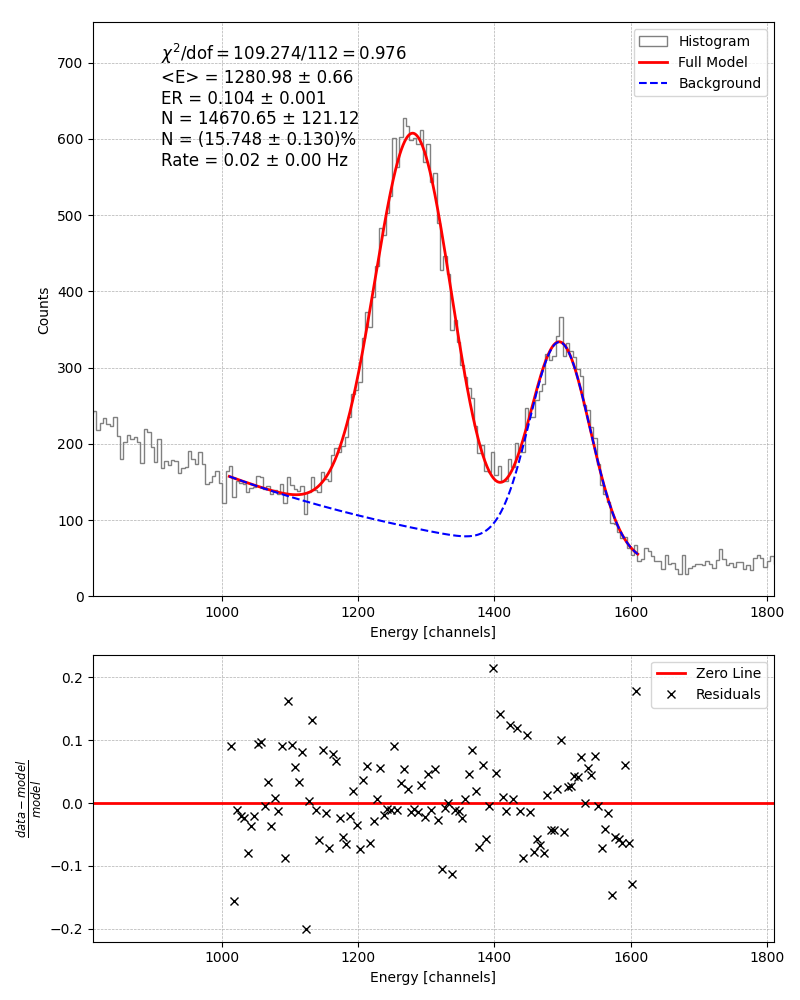 χ²/dof = 109.274/112 = 0.976
<E> = 1280.98 ± 0.66
ER = 0.104 ± 0.001
N = 14670.65 ± 121.12
N = (15.748 ± 0.130)%
Rate = 0.02 ± 0.00 Hz
Histogram
Full Model
Background
700
600
500
400
300
200
100
0
Counts
1000 1200 1400 1600 1800
Energy [channels]
Zero Line
Residuals
0.2
0.1
0.0
−0.1
−0.2
data − model
model
1000 1200 1400 1600 1800
Energy [channels]